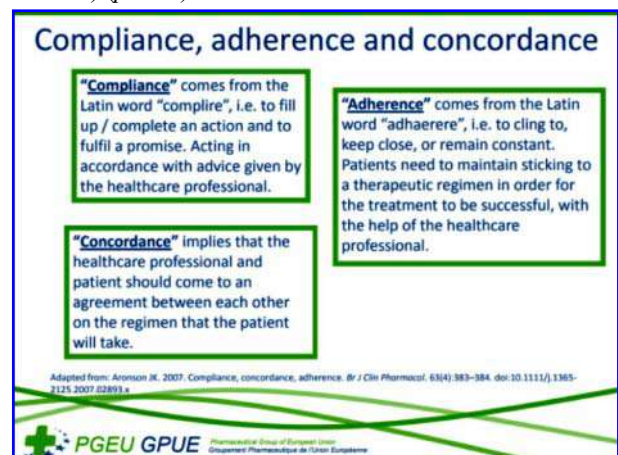 Compliance, adherence and concordance
"Compliance" comes from the
Latin word "complire", i.e. to fill
up / complete an action and to
fulfil a promise. Acting in
accordance with advice given by
the healthcare professional.
"Adherence" comes from the Latin
word "adhaerere", i.e. to cling to,
keep close, or remain constant.
Patients need to maintain sticking to
a therapeutic regimen in order for
the treatment to be successful, with
the help of the healthcare
professional.
"Concordance" implies that the
healthcare professional and
patient should come to an
agreement between each other
on the regimen that the patient
will take.
Adapted from: Aronson JK. 2007. Compliance, concordance, adherence. Br J Clin Pharmacol. 63(4):383–384. doi:10.1111/j.1365-
2125.2007.02893.x
PGEU GPUE
Pharmaceutical Group of European Union
Groupement Pharmaceutique de l'Union Européenne